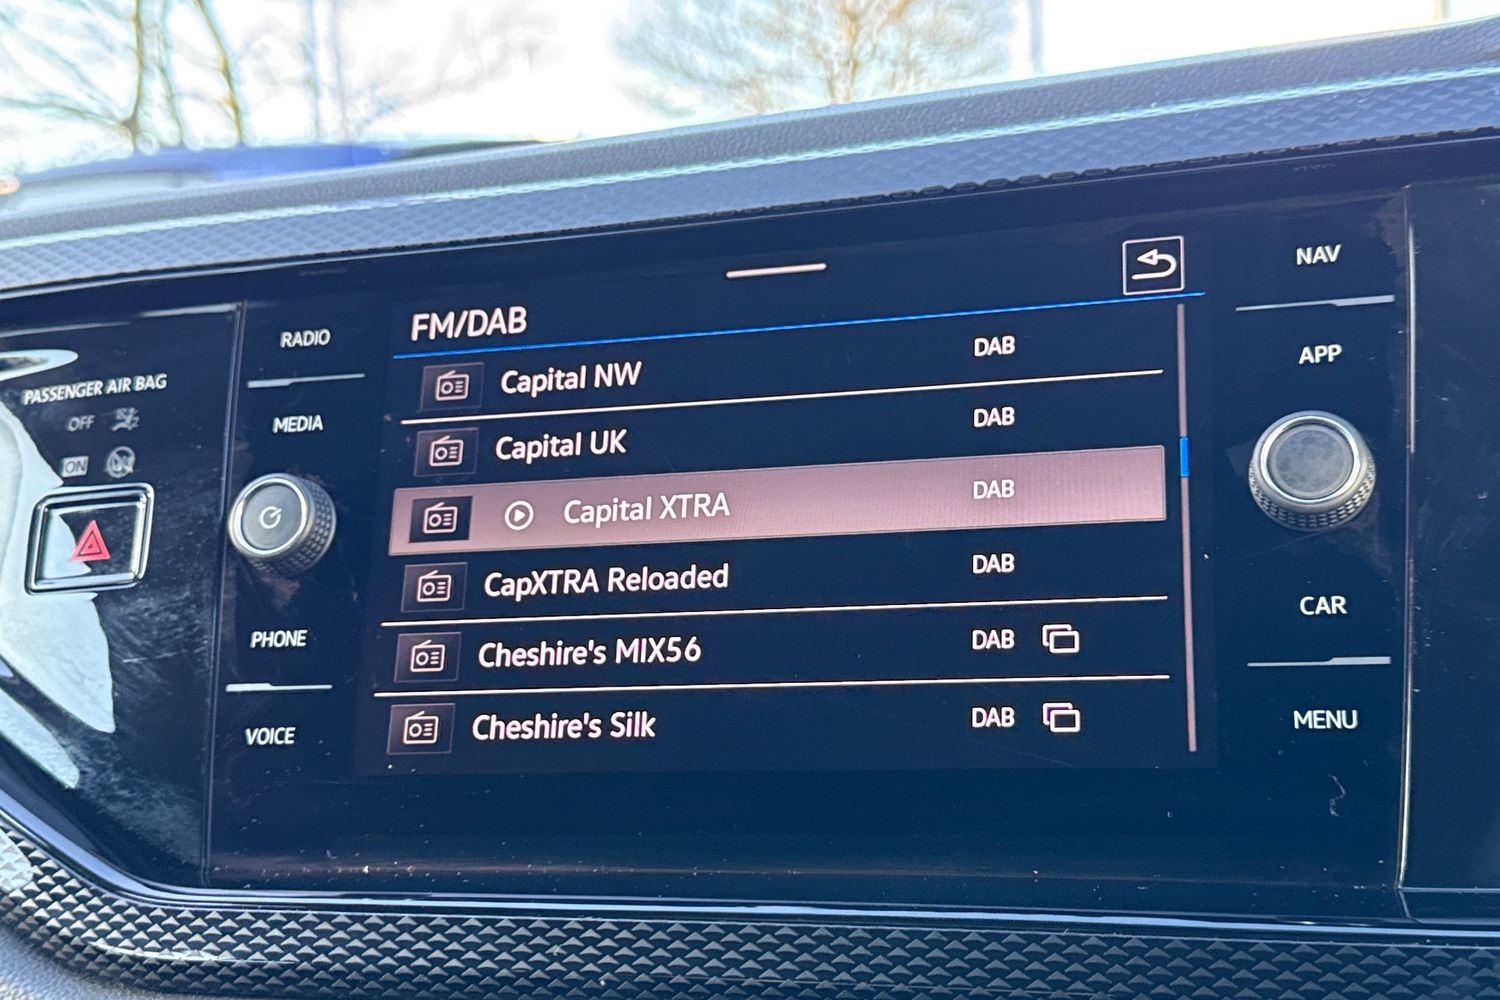 PASSENGER AIR BAG
OFF
ON
RADIO
MEDIA
PHONE
VOICE
FM/DAB
Capital NW DAB
Capital UK DAB
Capital XTRA DAB
CapXTRA Reloaded DAB
Cheshire's MIX56 DAB
Cheshire's Silk DAB
NAV
APP
CAR
MENU